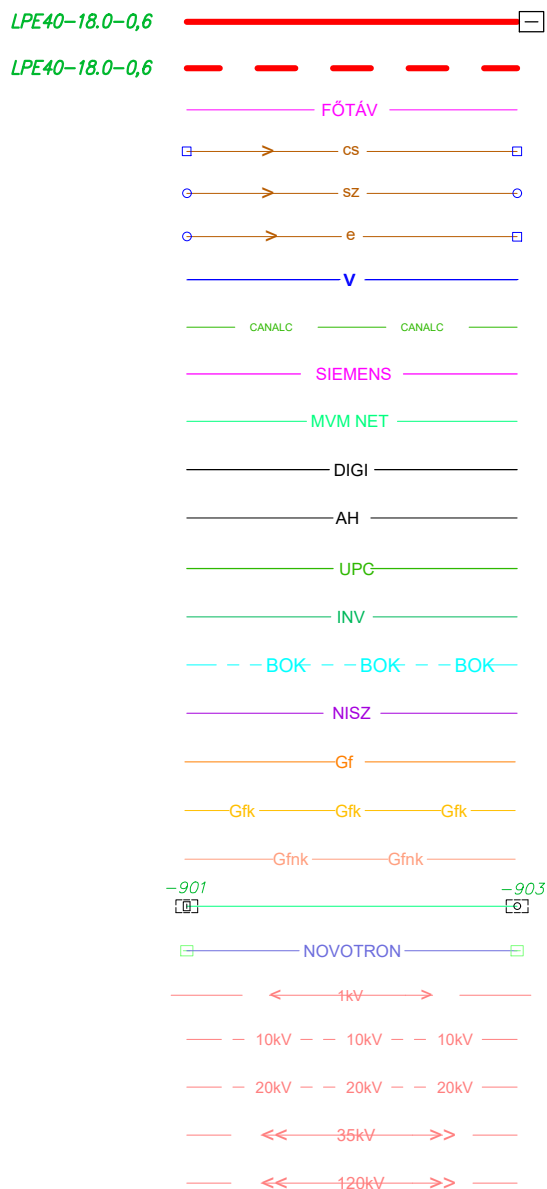 LPE40-18.0-0,6
LPE40-18.0-0,6
FŐTÁV
cs
sz
e
V
CANALC CANALC
SIEMENS
MVM NET
DIGI
AH
UPC
INV
BOK BOK BOK
NISZ
Gf
Gfk Gfk Gfk
Gfnk Gfnk
-901 -903
NOVOTRON
1kV
10kV 10kV 10kV
20kV 20kV 20kV
35kV
120kV